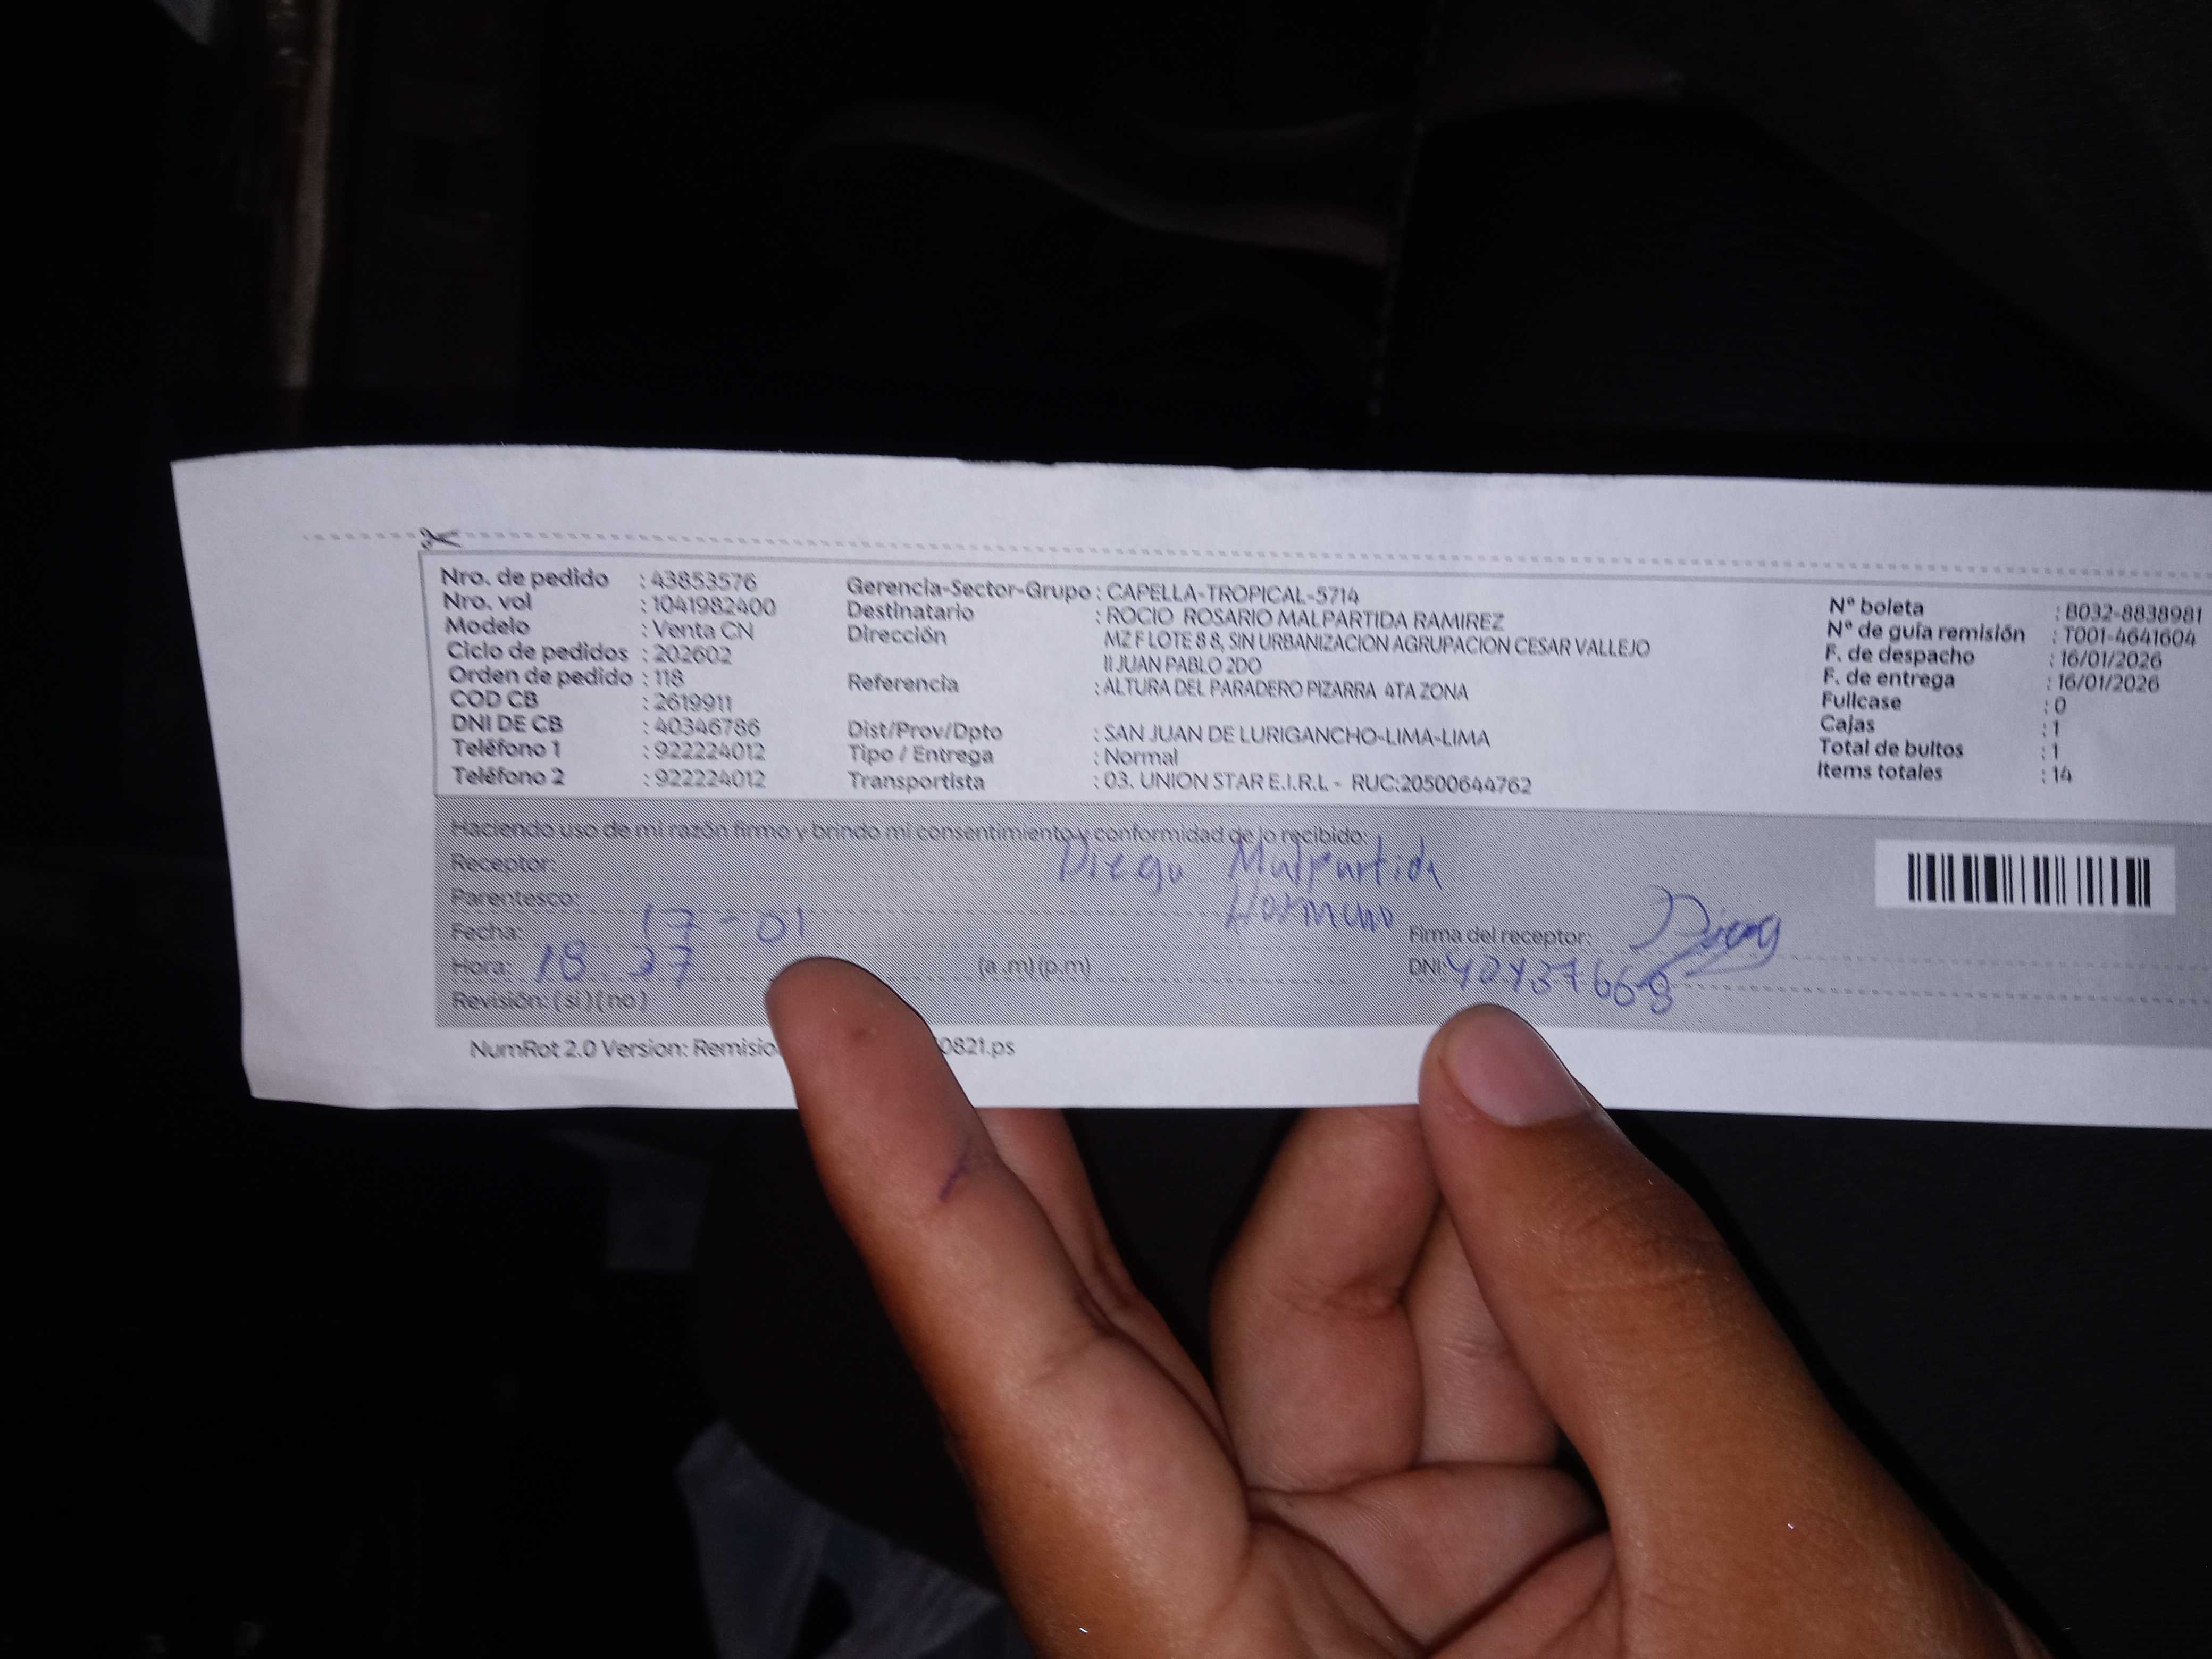 Nro. de pedido : 43853576
Nro. vol : 1041982400
Modelo : Venta CN
Ciclo de pedidos : 202602
Orden de pedido : 118
COD CB : 2619911
DNI DE CB : 40346786
Teléfono 1 : 922224012
Teléfono 2 : 922224012
Gerencia-Sector-Grupo : CAPELLA-TROPICAL-5714
Destinatario : ROCIO ROSARIO MALPARTIDA RAMIREZ
Dirección MZ F LOTE 8 8, SIN URBANIZACION AGRUPACION CESAR VALLEJO
II JUAN PABLO 2DO
Referencia : ALTURA DEL PARADERO PIZARRA 4TA ZONA
Dist/Prov/Dpto : SAN JUAN DE LURIGANCHO-LIMA-LIMA
Tipo / Entrega : Normal
Transportista : 03. UNION STAR E.I.R.L - RUC:20500644762
Nº boleta : B032-8838981
Nº de guía remisión : T001-4641604
F. de despacho : 16/01/2026
F. de entrega : 16/01/2026
Fullcase : 0
Cajas : 1
Total de bultos : 1
Items totales : 14
Haciendo uso de mi razón firmo y brindo mi consentimiento y conformidad de lo recibido:
Receptor: Diego Malpartida
Parentesco: Hermano
Fecha: 17-01
Hora: 18:37 (a .m) (p.m)
Revisión: (si) (no)
Firma del receptor:
DNI:
NumRot 2.0 Version: 0821.ps